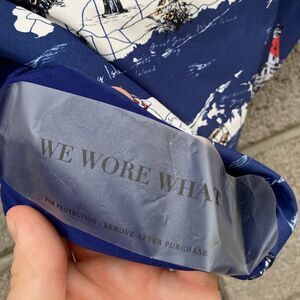 WE WORE WHAT
FOR PROTECTION - REMOVE AFTER PURCHASE